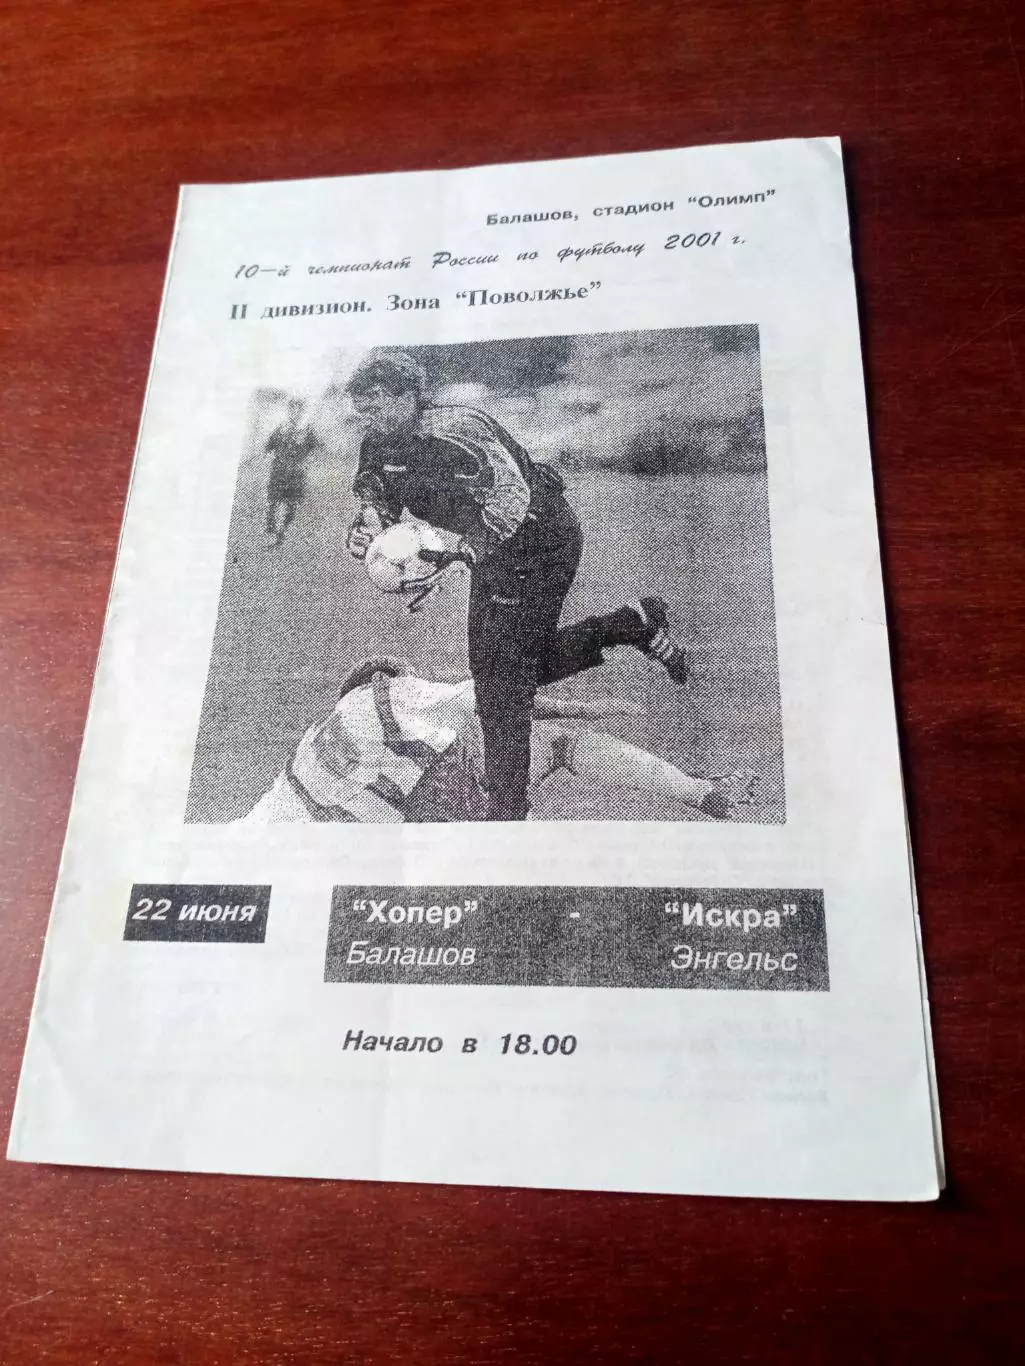 Балашов, стадион “Олимп”
10-й чемпионат России по футболу 2001 г.
II дивизион. Зона “Поволжье”
22 июня
“Хопер” - “Искра”
Балашов Энгельс
Начало в 18.00